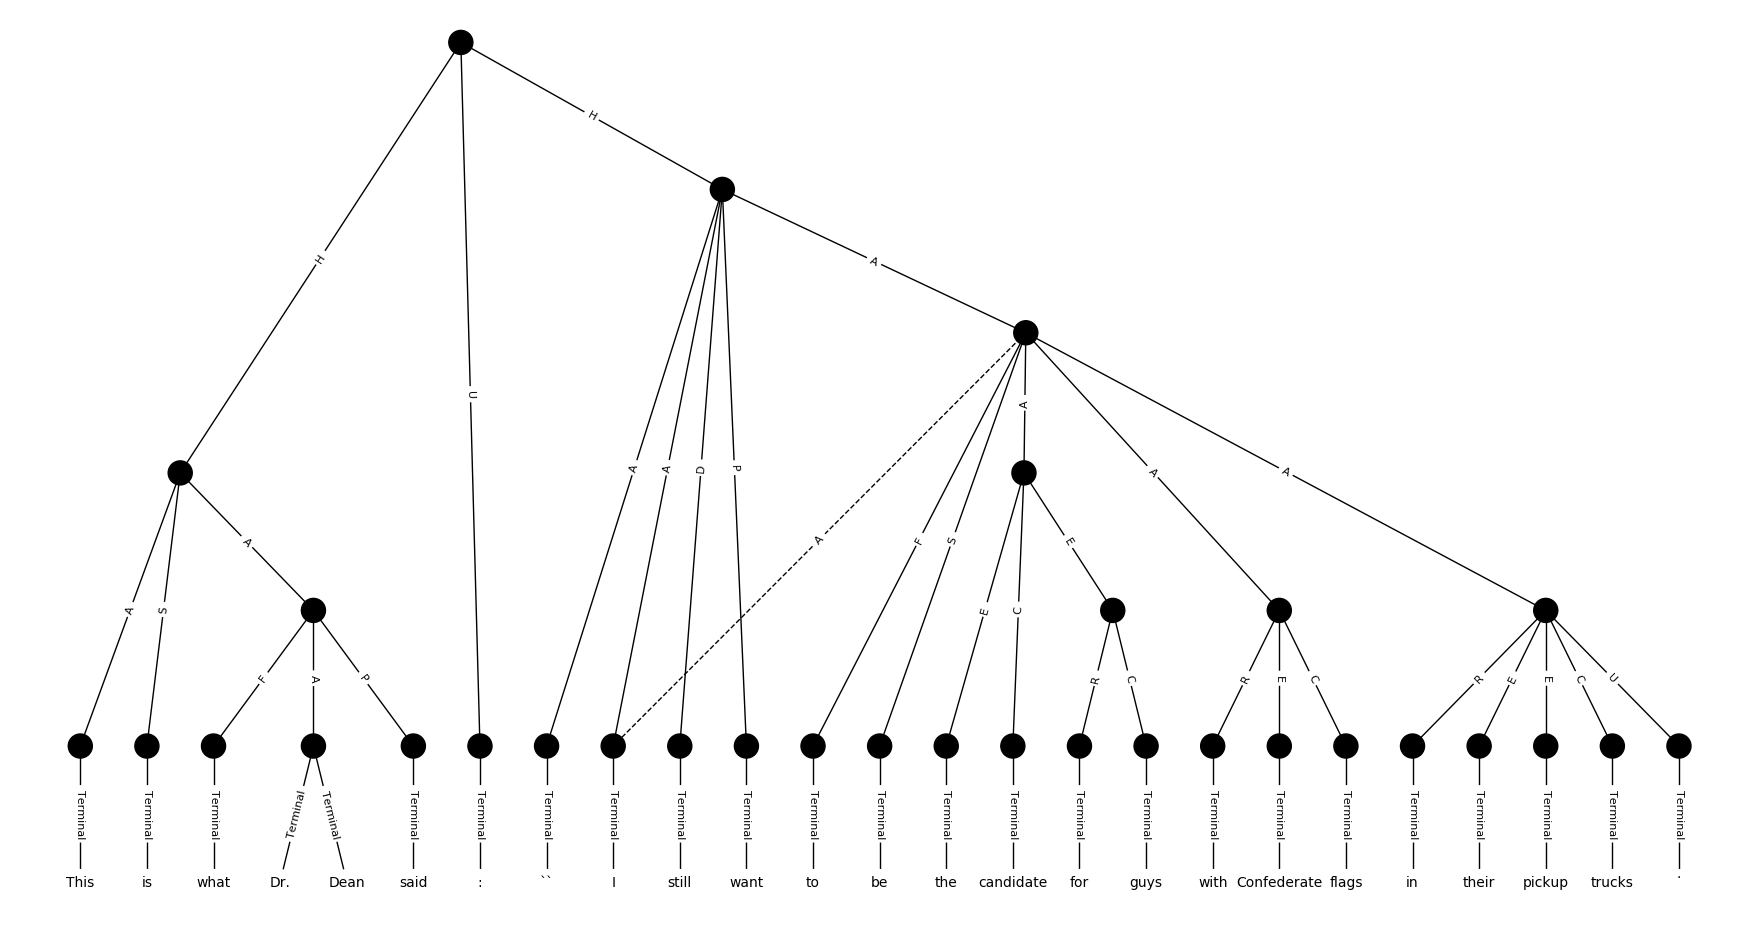 H
H
A
H
U
A
A
A
A
A
D
P
A
F
S
A
E
A
S
E
C
F
A
P
R
C
R
E
C
R
E
E
C
U
Terminal Terminal Terminal Terminal Terminal Terminal Terminal Terminal Terminal Terminal Terminal Terminal Terminal Terminal Terminal Terminal Terminal Terminal Terminal Terminal Terminal Terminal Terminal Terminal Terminal
This is what Dr. Dean said : `` I still want to be the candidate for guys with Confederate flags in their pickup trucks .